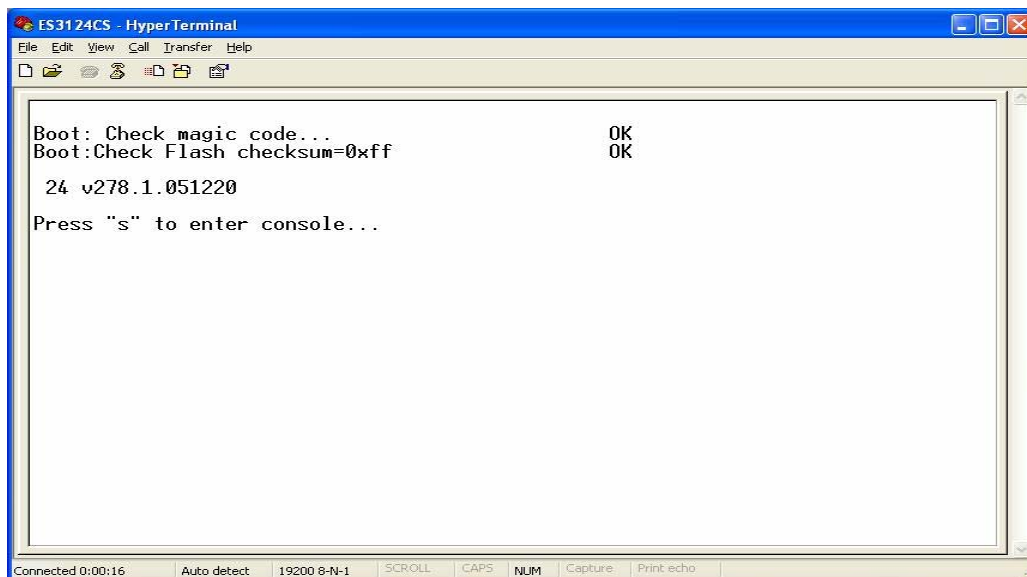 ES3124CS - HyperTerminal
File Edit View Call Transfer Help
Boot: Check magic code... OK
Boot:Check Flash checksum=0xff OK
24 v278.1.051220
Press "s" to enter console...
Connected 0:00:16 Auto detect 19200 8-N-1 SCROLL CAPS NUM Capture Print echo